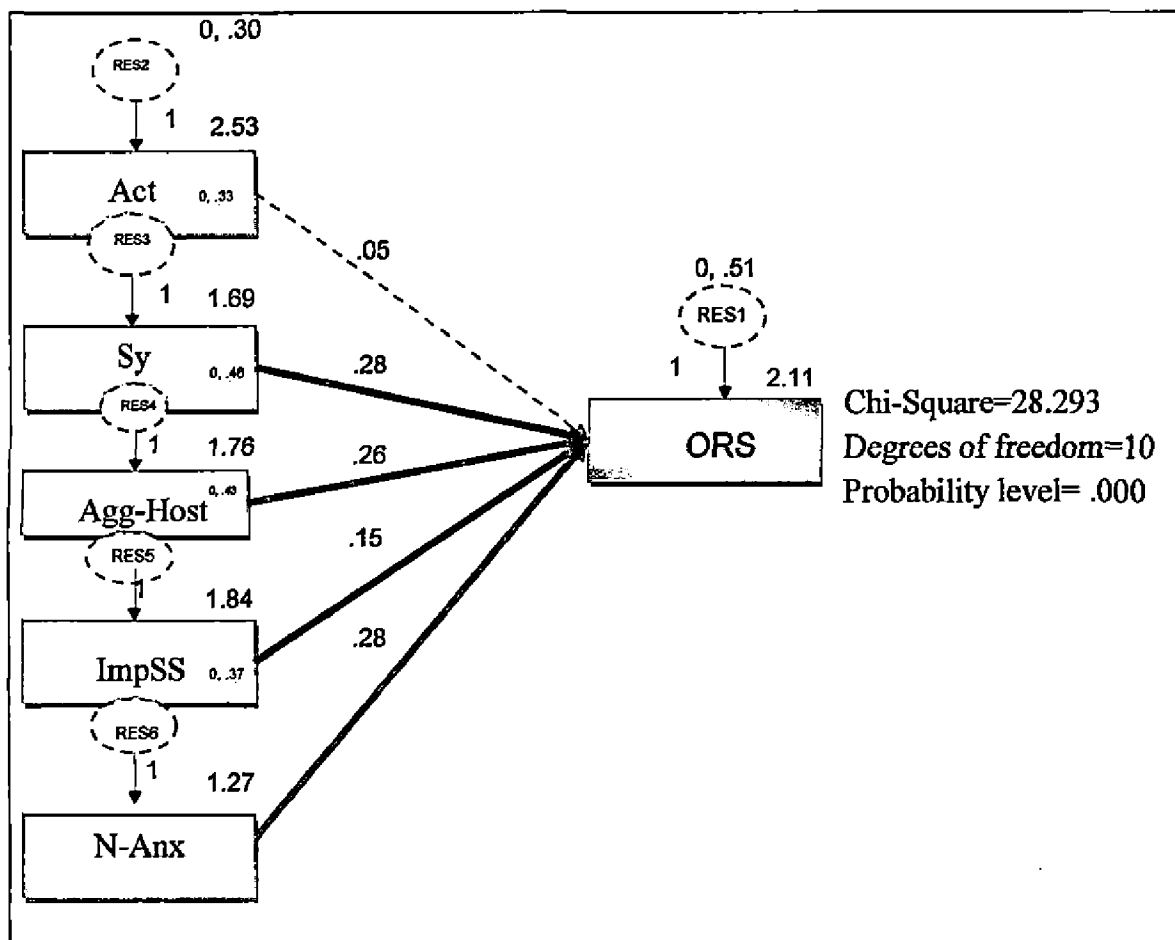 0, .30
RES2
1
2.53
Act
0, .33
RES3
1
1.69
Sy
RES4
1
1.76
Agg-Host
RES5
1
1.84
ImpSS
0, .37
RES6
1
1.27
N-Anx
.05
.28
.26
.15
.28
0, .51
RES1
1
2.11
ORS
Chi-Square=28.293
Degrees of freedom=10
Probability level= .000